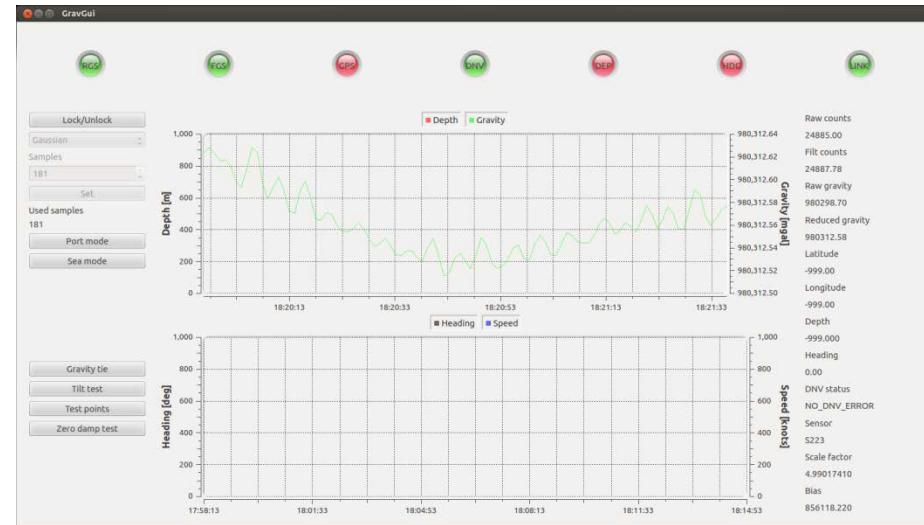 GravGui
RGS FGS GPS DNV DEP HDG LINK
Lock/Unlock
Gaussian
Samples
181
Set
Used samples
181
Port mode
Sea mode
Gravity tie
Tilt test
Test points
Zero damp test
Depth Gravity
1,000
800
600
400
200
0
Depth [m]
980,312.64
980,312.62
980,312.60
980,312.58
980,312.56
980,312.54
980,312.52
980,312.50
Gravity [mgal]
18:20:13 18:20:33 18:20:53 18:21:13 18:21:33
Heading Speed
1,000
800
600
400
200
0
Heading [deg]
1,000
800
600
400
200
0
Speed [knots]
17:58:13 18:01:33 18:04:53 18:08:13 18:11:33 18:14:53
Raw counts
24885.00
Filt counts
24887.78
Raw gravity
980298.70
Reduced gravity
980312.58
Latitude
-999.00
Longitude
-999.00
Depth
-999.000
Heading
0.00
DNV status
NO_DNV_ERROR
Sensor
S223
Scale factor
4.99017410
Bias
856118.220